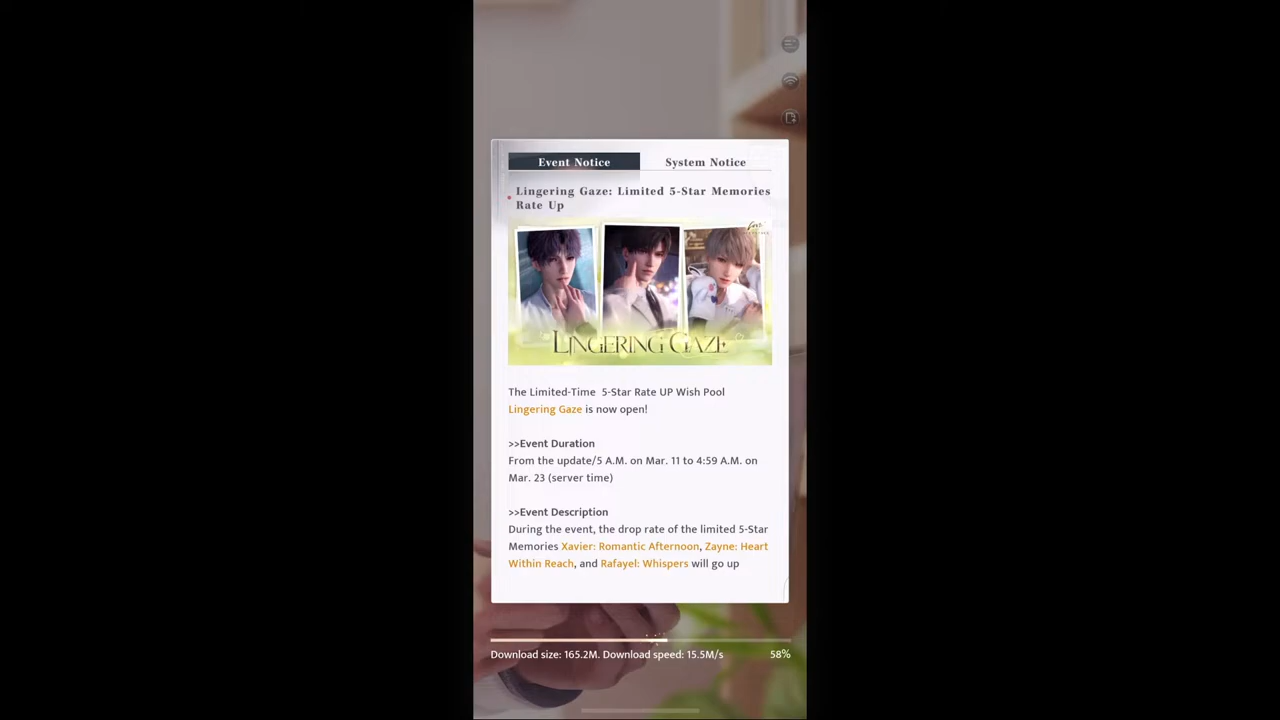 Event Notice
System Notice
Lingering Gaze: Limited 5-Star Memories
Rate Up
LINGERING GAZE
The Limited-Time 5-Star Rate UP Wish Pool
Lingering Gaze is now open!
>>Event Duration
From the update/5 A.M. on Mar. 11 to 4:59 A.M. on
Mar. 23 (server time)
>>Event Description
During the event, the drop rate of the limited 5-Star
Memories Xavier: Romantic Afternoon, Zayne: Heart
Within Reach, and Rafayel: Whispers will go up
Download size: 165.2M. Download speed: 15.5M/s
58%